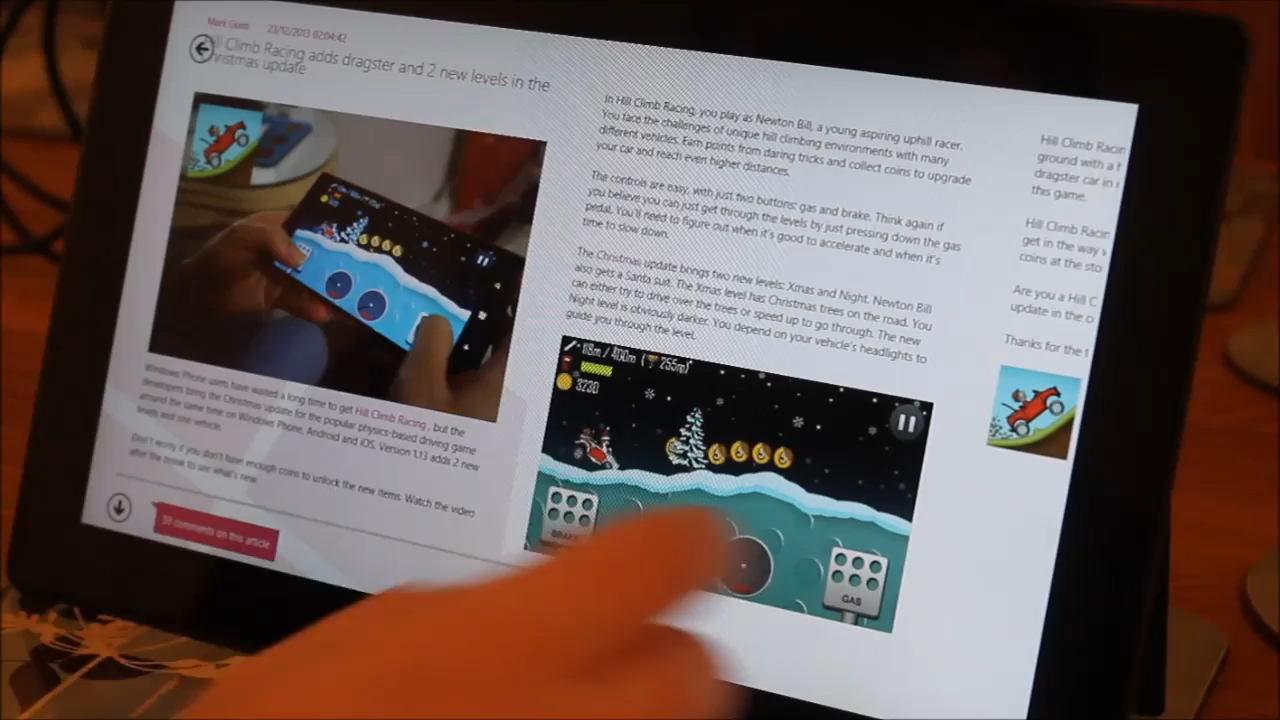 Mark Guim 23/12/2013 02:04:42
Hill Climb Racing adds dragster and 2 new levels in the
Christmas update
Windows Phone users have waited a long time to get Hill Climb Racing, but the
developers bring the Christmas update for the popular physics-based driving game
around the same time on Windows Phone, Android and iOS. Version 1.13 adds 2 new
levels and one vehicle.
Don't worry if you don't have enough coins to unlock the new items. Watch the video
after the break to see what's new.
59 comments on this article
In Hill Climb Racing, you play as Newton Bill, a young aspiring uphill racer.
You face the challenges of unique hill climbing environments with many
different vehicles. Earn points from daring tricks and collect coins to upgrade
your car and reach even higher distances.
The controls are easy, with just two buttons: gas and brake. Think again if
you believe you can just get through the levels by just pressing down the gas
pedal. You'll need to figure out when it's good to accelerate and when it's
time to slow down.
The Christmas update brings two new levels: Xmas and Night. Newton Bill
also gets a Santa suit. The Xmas level has Christmas trees on the road. You
can either try to drive over the trees or speed up to go through. The new
Night level is obviously darker. You depend on your vehicle's headlights to
guide you through the level.
118m / 400m (255m)
3230
BRAKE
GAS
Hill Climb Racin
ground with a
dragster car in
this game.
Hill Climb Racin
get in the way
coins at the sto
Are you a Hill C
update in the o
Thanks for the t